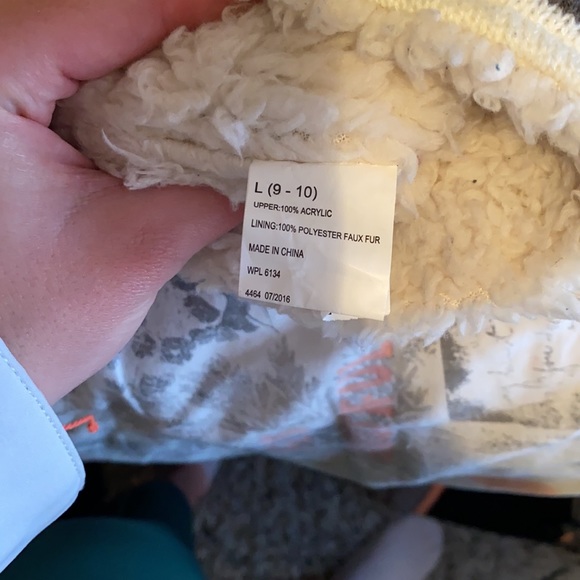 L (9 - 10)
UPPER:100% ACRYLIC
LINING:100% POLYESTER FAUX FUR
MADE IN CHINA
WPL 6134
4464 07/2016